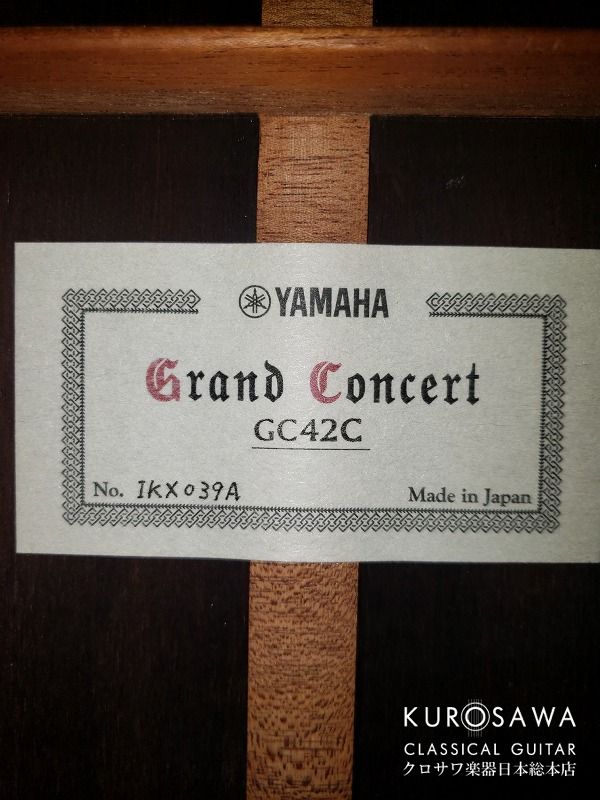 YAMAHA
Grand Concert
GC42C
No. IKX039A
Made in Japan
KUROSAWA
CLASSICAL GUITAR
クロサワ楽器日本総本店